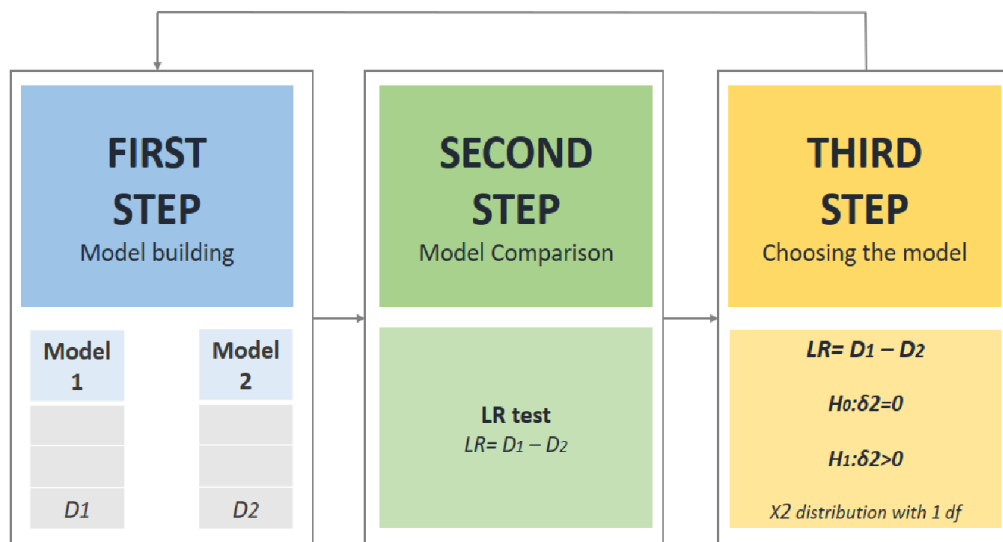 FIRST
STEP
Model building
Model
1
Model
2
D1
D2
SECOND
STEP
Model Comparison
LR test
LR= D1 – D2
THIRD
STEP
Choosing the model
LR= D1 – D2
H0:δ2=0
H1:δ2>0
X2 distribution with 1 df